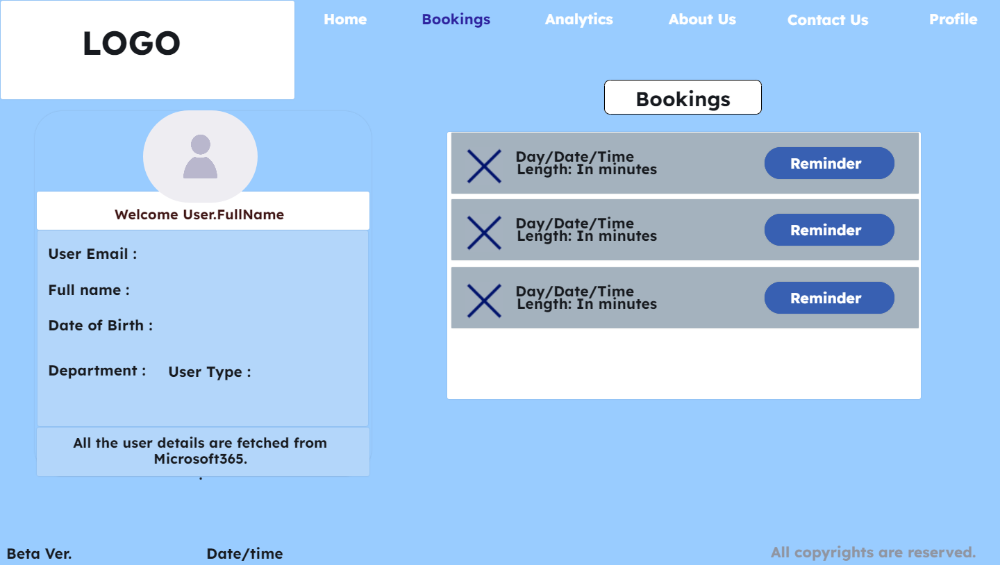 LOGO
Home
Bookings
Analytics
About Us
Contact Us
Profile
Bookings
Welcome User.FullName
User Email :
Full name :
Date of Birth :
Department :
User Type :
All the user details are fetched from
Microsoft365.
.
Day/Date/Time
Length: In minutes
Reminder
Day/Date/Time
Length: In minutes
Reminder
Day/Date/Time
Length: In minutes
Reminder
Beta Ver.
Date/time
All copyrights are reserved.